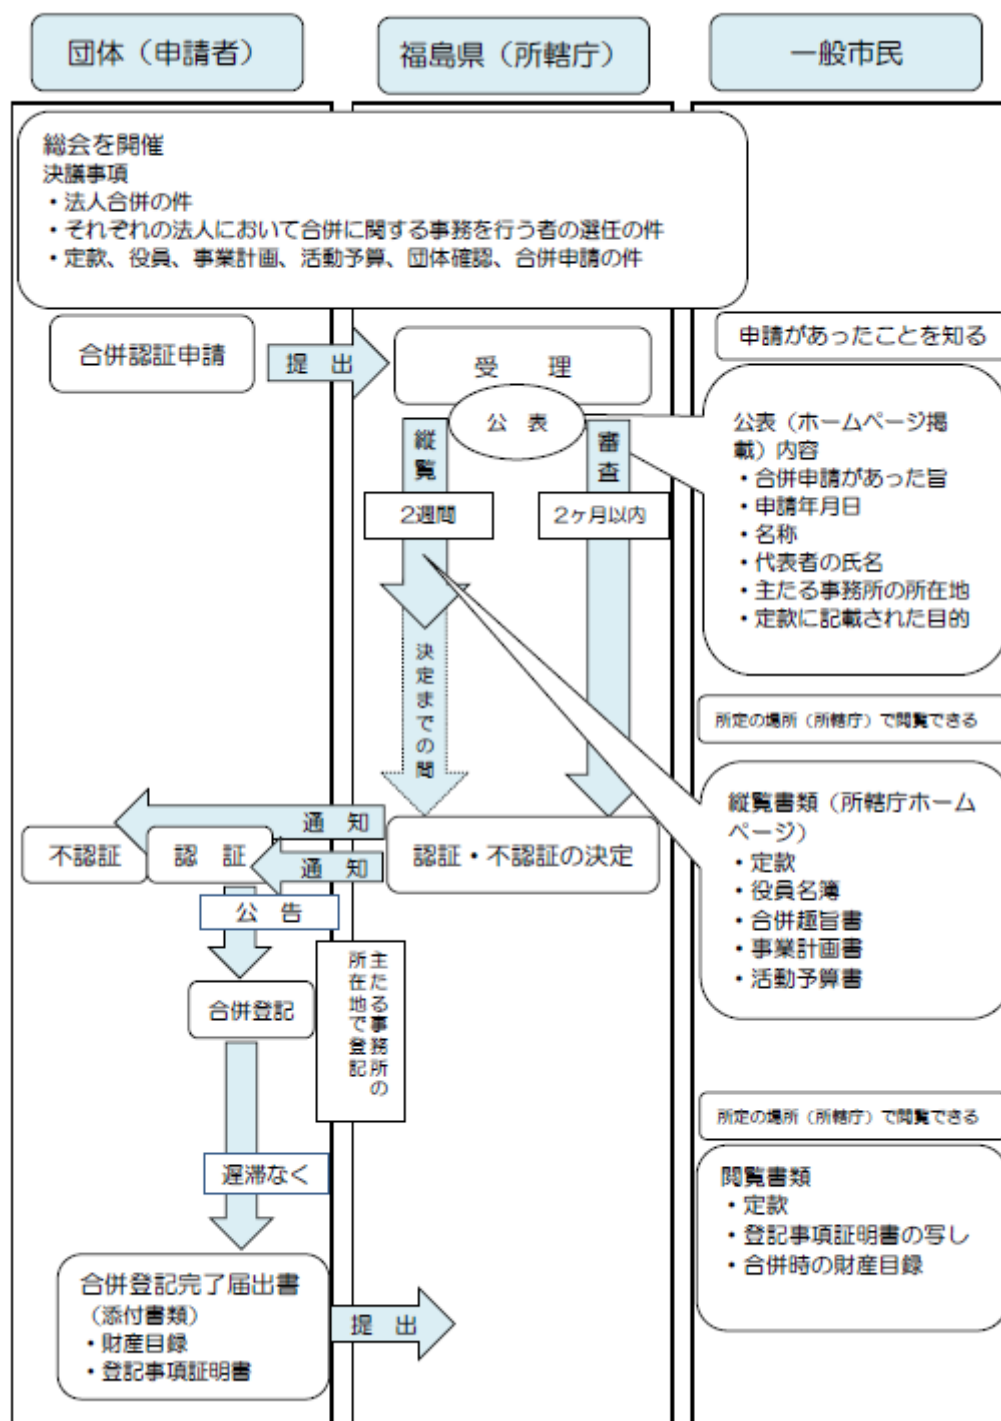 団体（申請者）
福島県（所轄庁）
一般市民
総会を開催
決議事項
・法人合併の件
・それぞれの法人において合併に関する事務を行う者の選任の件
・定款、役員、事業計画、活動予算、団体確認、合併申請の件
合併認証申請
提　出
受　　理
公　表
縦覧
審査
2週間
2ヶ月以内
決定までの間
申請があったことを知る
公表（ホームページ掲
載）内容
・合併申請があった旨
・申請年月日
・名称
・代表者の氏名
・主たる事務所の所在地
・定款に記載された目的
所定の場所（所轄庁）で閲覧できる
縦覧書類（所轄庁ホーム
ページ）
・定款
・役員名簿
・合併趣旨書
・事業計画書
・活動予算書
通　知
通　知
不認証
認　証
認証・不認証の決定
公　告
合併登記
主たる事務所の
所在地で登記
遅滞なく
合併登記完了届出書
（添付書類）
・財産目録
・登記事項証明書
提　出
所定の場所（所轄庁）で閲覧できる
閲覧書類
・定款
・登記事項証明書の写し
・合併時の財産目録